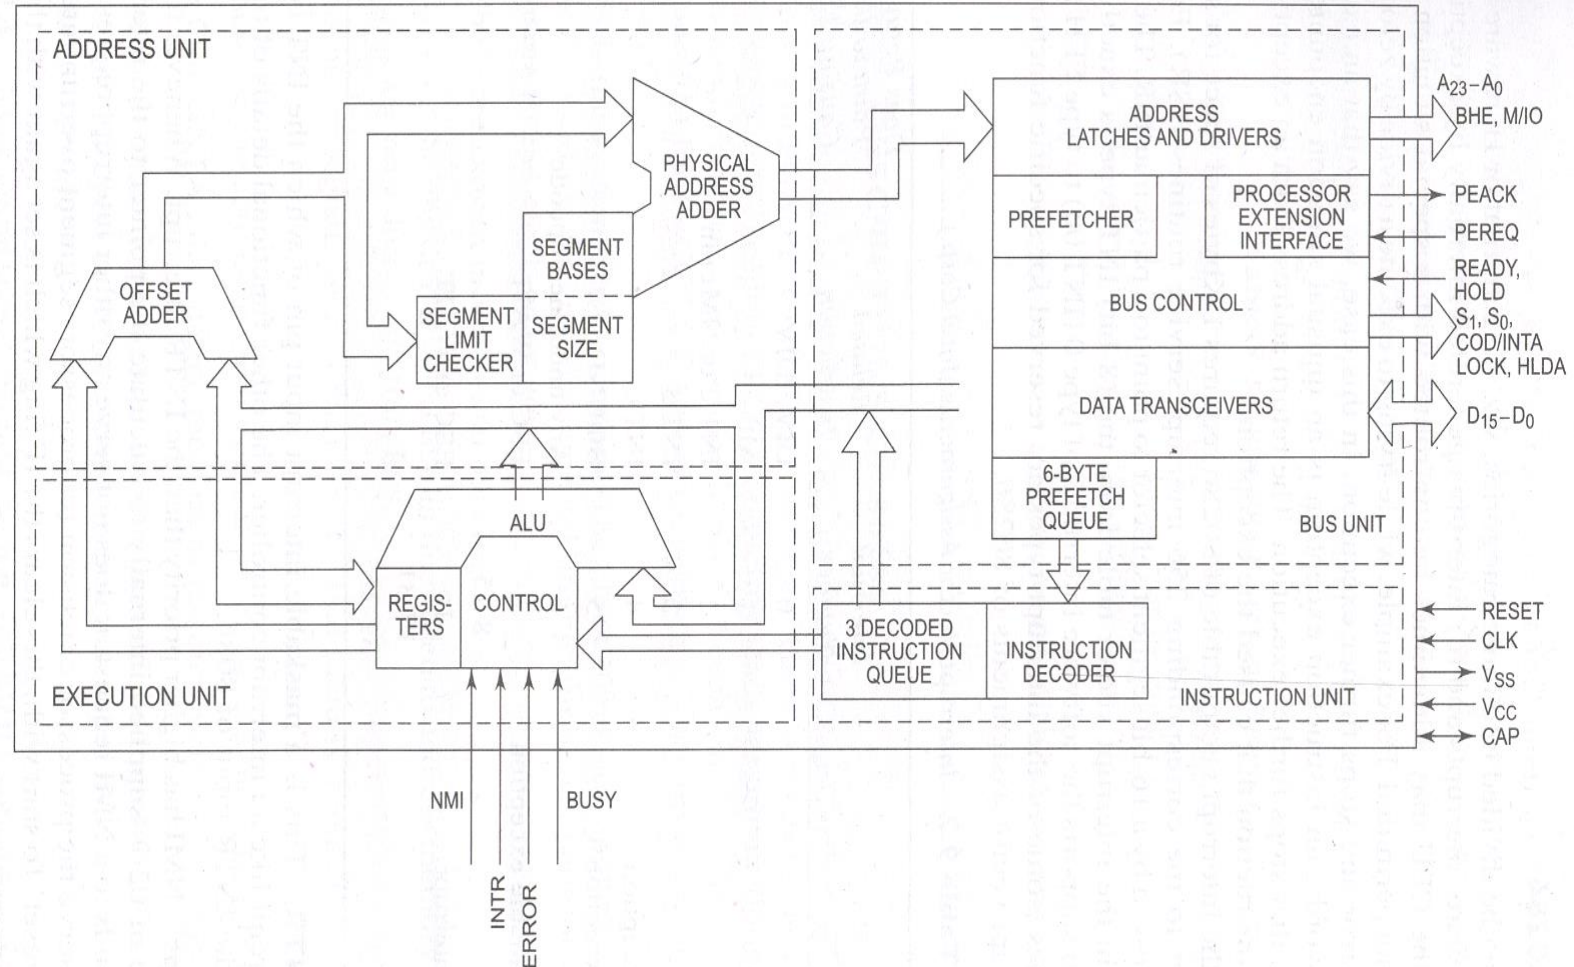 ADDRESS UNIT
OFFSET
ADDER
PHYSICAL
ADDRESS
ADDER
SEGMENT
BASES
SEGMENT
LIMIT
CHECKER
SEGMENT
SIZE
ADDRESS
LATCHES AND DRIVERS
PREFETCHER
PROCESSOR
EXTENSION
INTERFACE
BUS CONTROL
DATA TRANSCEIVERS
6-BYTE
PREFETCH
QUEUE
BUS UNIT
A23–A0
BHE, M/IO
PEACK
PEREQ
READY,
HOLD
S1, S0,
COD/INTA
LOCK, HLDA
D15–D0
ALU
REGIS-
TERS
CONTROL
EXECUTION UNIT
3 DECODED
INSTRUCTION
QUEUE
INSTRUCTION
DECODER
INSTRUCTION UNIT
RESET
CLK
VSS
VCC
CAP
NMI
INTR
ERROR
BUSY